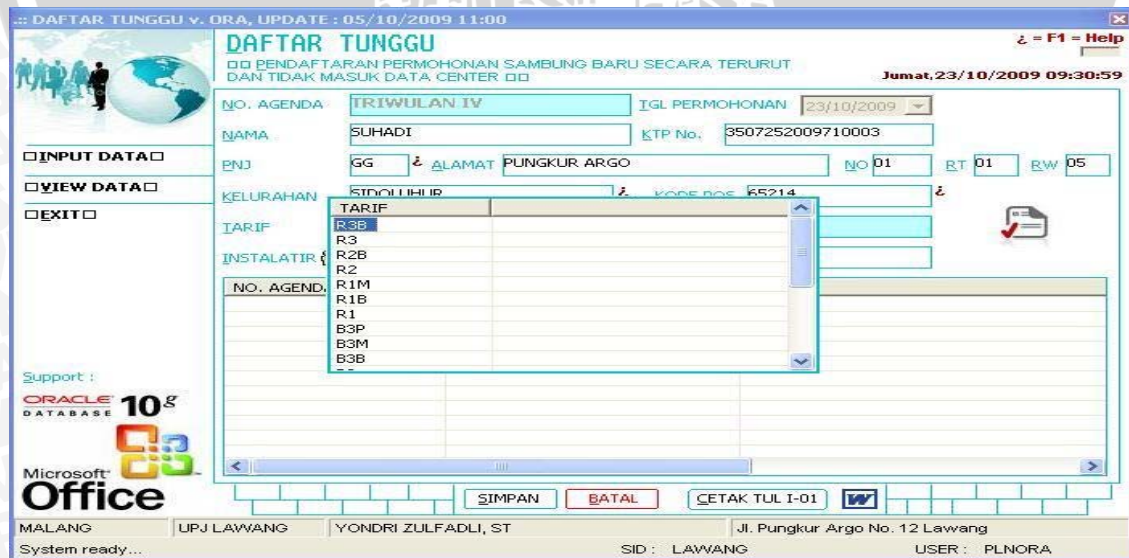 .:: DAFTAR TUNGGU v. ORA, UPDATE : 05/10/2009 11:00
DAFTAR TUNGGU
¿ = F1 = Help
□□ PENDAFTARAN PERMOHONAN SAMBUNG BARU SECARA TERURUT
DAN TIDAK MASUK DATA CENTER □□
Jumat,23/10/2009 09:30:59
NO. AGENDA TRIWULAN IV TGL PERMOHONAN 23/10/2009
NAMA SUHADI KTP No. 3507252009710003
□INPUT DATA□
PNJ GG ¿ ALAMAT PUNGKUR ARGO NO 01 RT 01 RW 05
□VIEW DATA□
KELURAHAN SIDOLUHUR ¿ KODE POS 65214 ¿
□EXIT□
TARIF
INSTALATIR
NO. AGEND
TARIF
R3B
R3
R2B
R2
R1M
R1B
R1
B3P
B3M
B3B
Support :
ORACLE 10g
DATABASE
Microsoft
Office
SIMPAN BATAL CETAK TUL I-01 W
MALANG UPJ LAWANG YONDRI ZULFADLI, ST Jl. Pungkur Argo No. 12 Lawang
System ready... SID : LAWANG USER : PLNORA